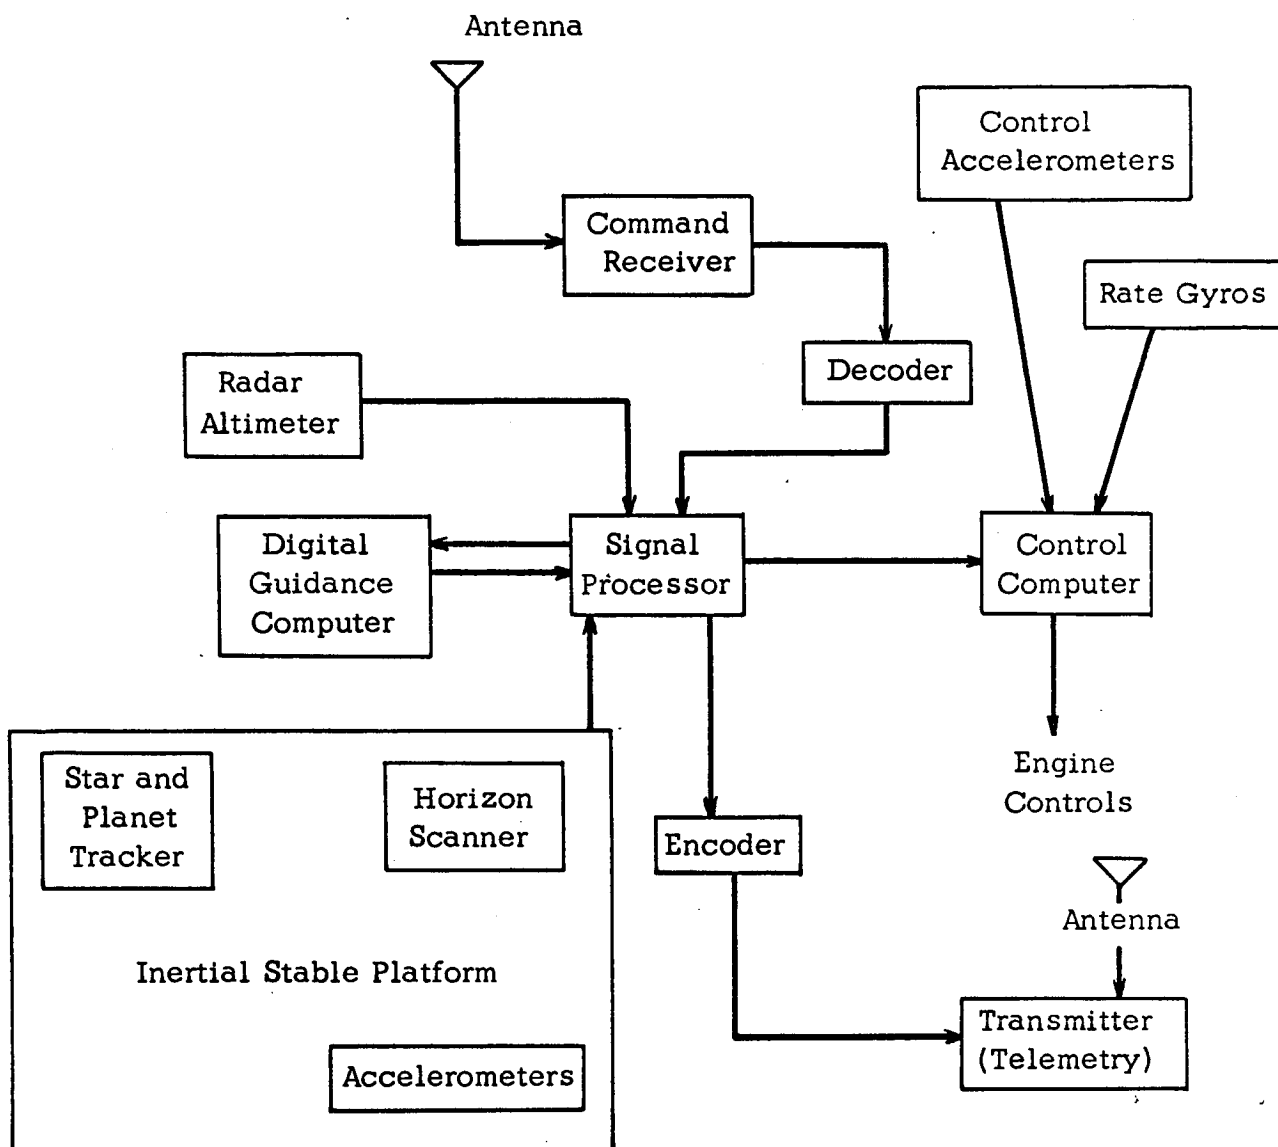 Antenna
Control
Accelerometers
Command
Receiver
Rate Gyros
Decoder
Radar
Altimeter
Digital
Guidance
Computer
Signal
Processor
Control
Computer
Engine
Controls
Star and
Planet
Tracker
Horizon
Scanner
Encoder
Antenna
Inertial Stable Platform
Transmitter
(Telemetry)
Accelerometers